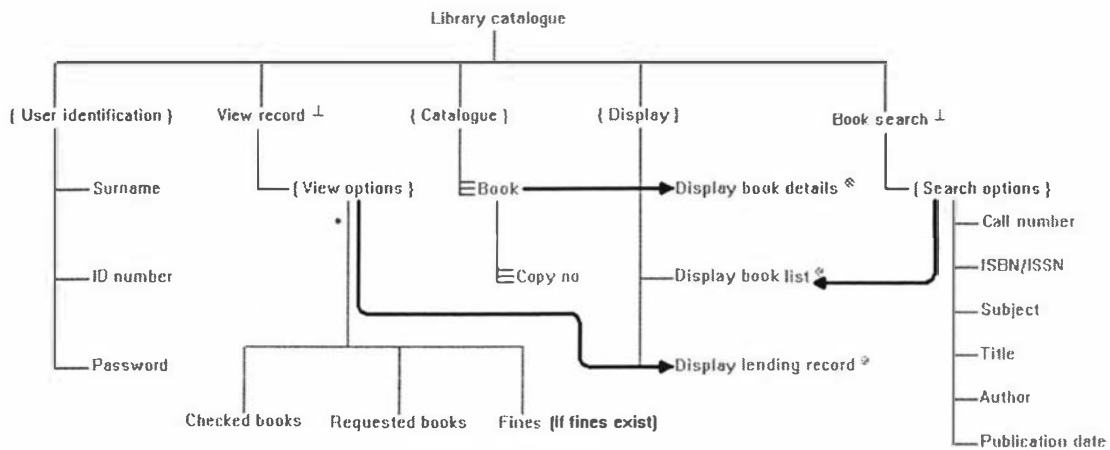 Library catalogue
{ User identification } View record ⊥ { Catalogue } { Display } Book search ⊥
Surname { View options } Book Display book details { Search options }
Call number
ID number Copy no Display book list ISBN/ISSN
Subject
Password Display lending record Title
Author
Checked books Requested books Fines (If fines exist)
Publication date